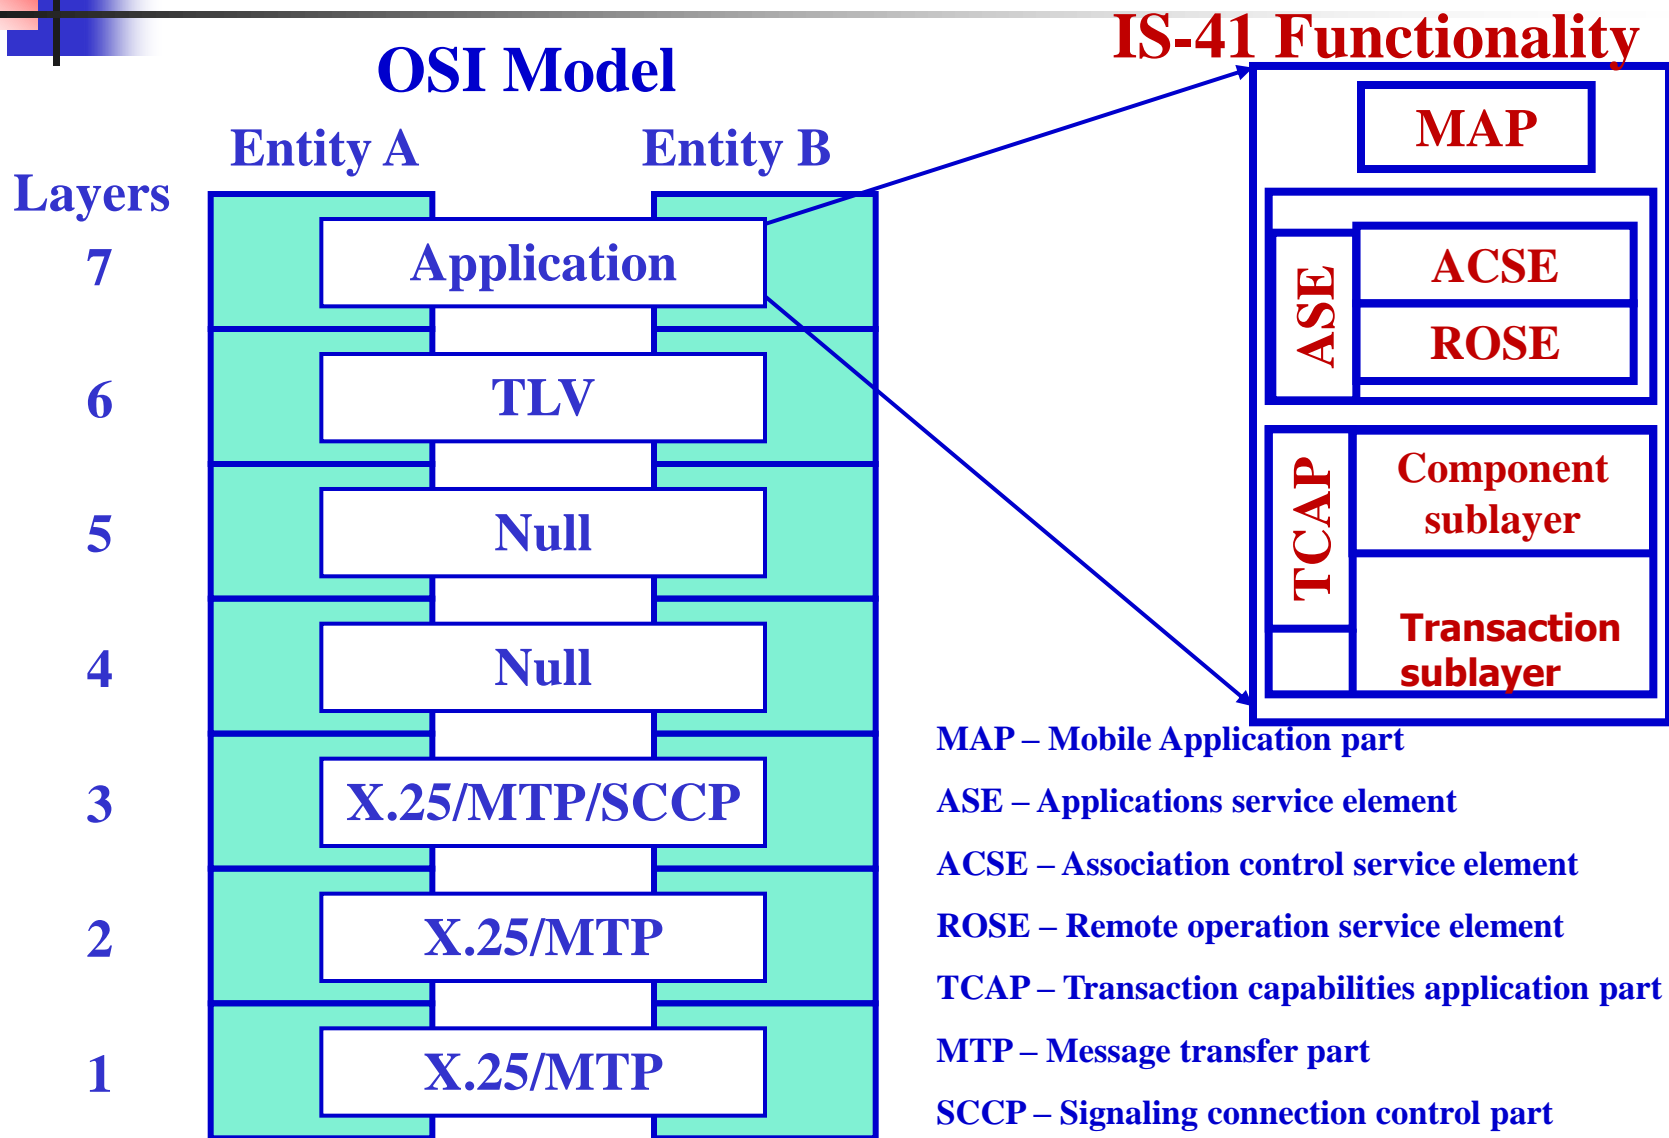 IS-41 Functionality
OSI Model
Entity A
Entity B
Layers
7
Application
6
TLV
5
Null
4
Null
3
X.25/MTP/SCCP
2
X.25/MTP
1
X.25/MTP
MAP
ASE
ACSE
ROSE
TCAP
Component
sublayer
Transaction
sublayer
MAP – Mobile Application part
ASE – Applications service element
ACSE – Association control service element
ROSE – Remote operation service element
TCAP – Transaction capabilities application part
MTP – Message transfer part
SCCP – Signaling connection control part